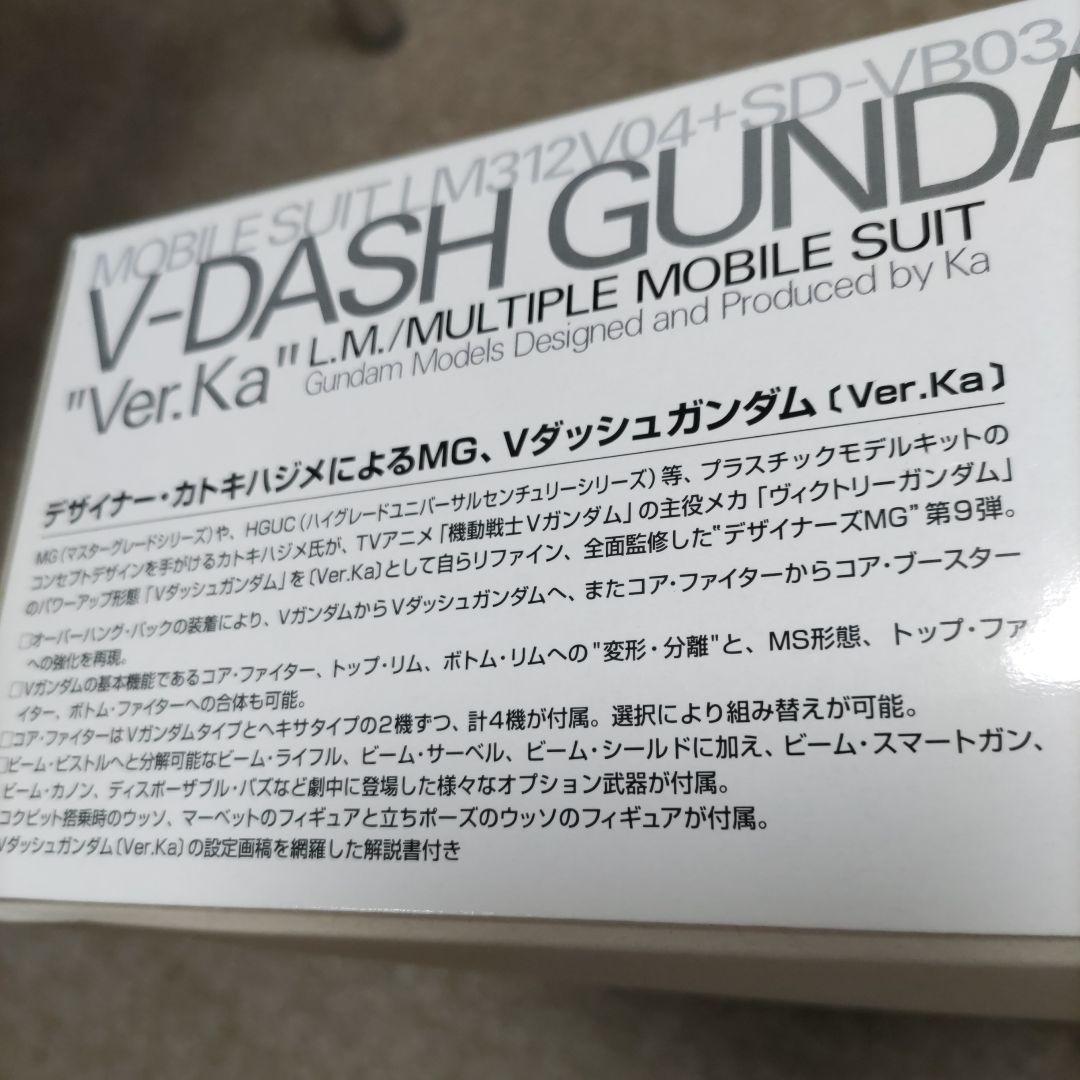 MOBILE SUIT LM312V04+SD-VB03A
V-DASH GUNDA
"Ver.Ka" L.M./MULTIPLE MOBILE SUIT
Gundam Models Designed and Produced by Ka
デザイナー・カトキハジメによるMG、Vダッシュガンダム〔Ver.Ka〕
MG(マスターグレードシリーズ)や、HGUC(ハイグレードユニバーサルセンチュリーシリーズ)等、プラスチックモデルキットの
コンセプトデザインを手がけるカトキハジメ氏が、TVアニメ「機動戦士Vガンダム」の主役メカ「ヴィクトリーガンダム」
のパワーアップ形態「Vダッシュガンダム」を〔Ver.Ka〕として自らリファイン、全面監修した"デザイナーズMG"第9弾。
□オーバーハング・パックの装着により、VガンダムからVダッシュガンダムへ、またコア・ファイターからコア・ブースター
への強化を再現。
□Vガンダムの基本機能であるコア・ファイター、トップ・リム、ボトム・リムへの"変形・分離"と、MS形態、トップ・ファ
イター、ボトム・ファイターへの合体も可能。
□コア・ファイターはVガンダムタイプとヘキサタイプの2機ずつ、計4機が付属。選択により組み替えが可能。
□ビーム・ピストルへと分解可能なビーム・ライフル、ビーム・サーベル、ビーム・シールドに加え、ビーム・スマートガン、
ビーム・カノン、ディスポーザブル・バズなど劇中に登場した様々なオプション武器が付属。
コクピット搭乗時のウッソ、マーベットのフィギュアと立ちポーズのウッソのフィギュアが付属。
Vダッシュガンダム〔Ver.Ka〕の設定画稿を網羅した解説書付き